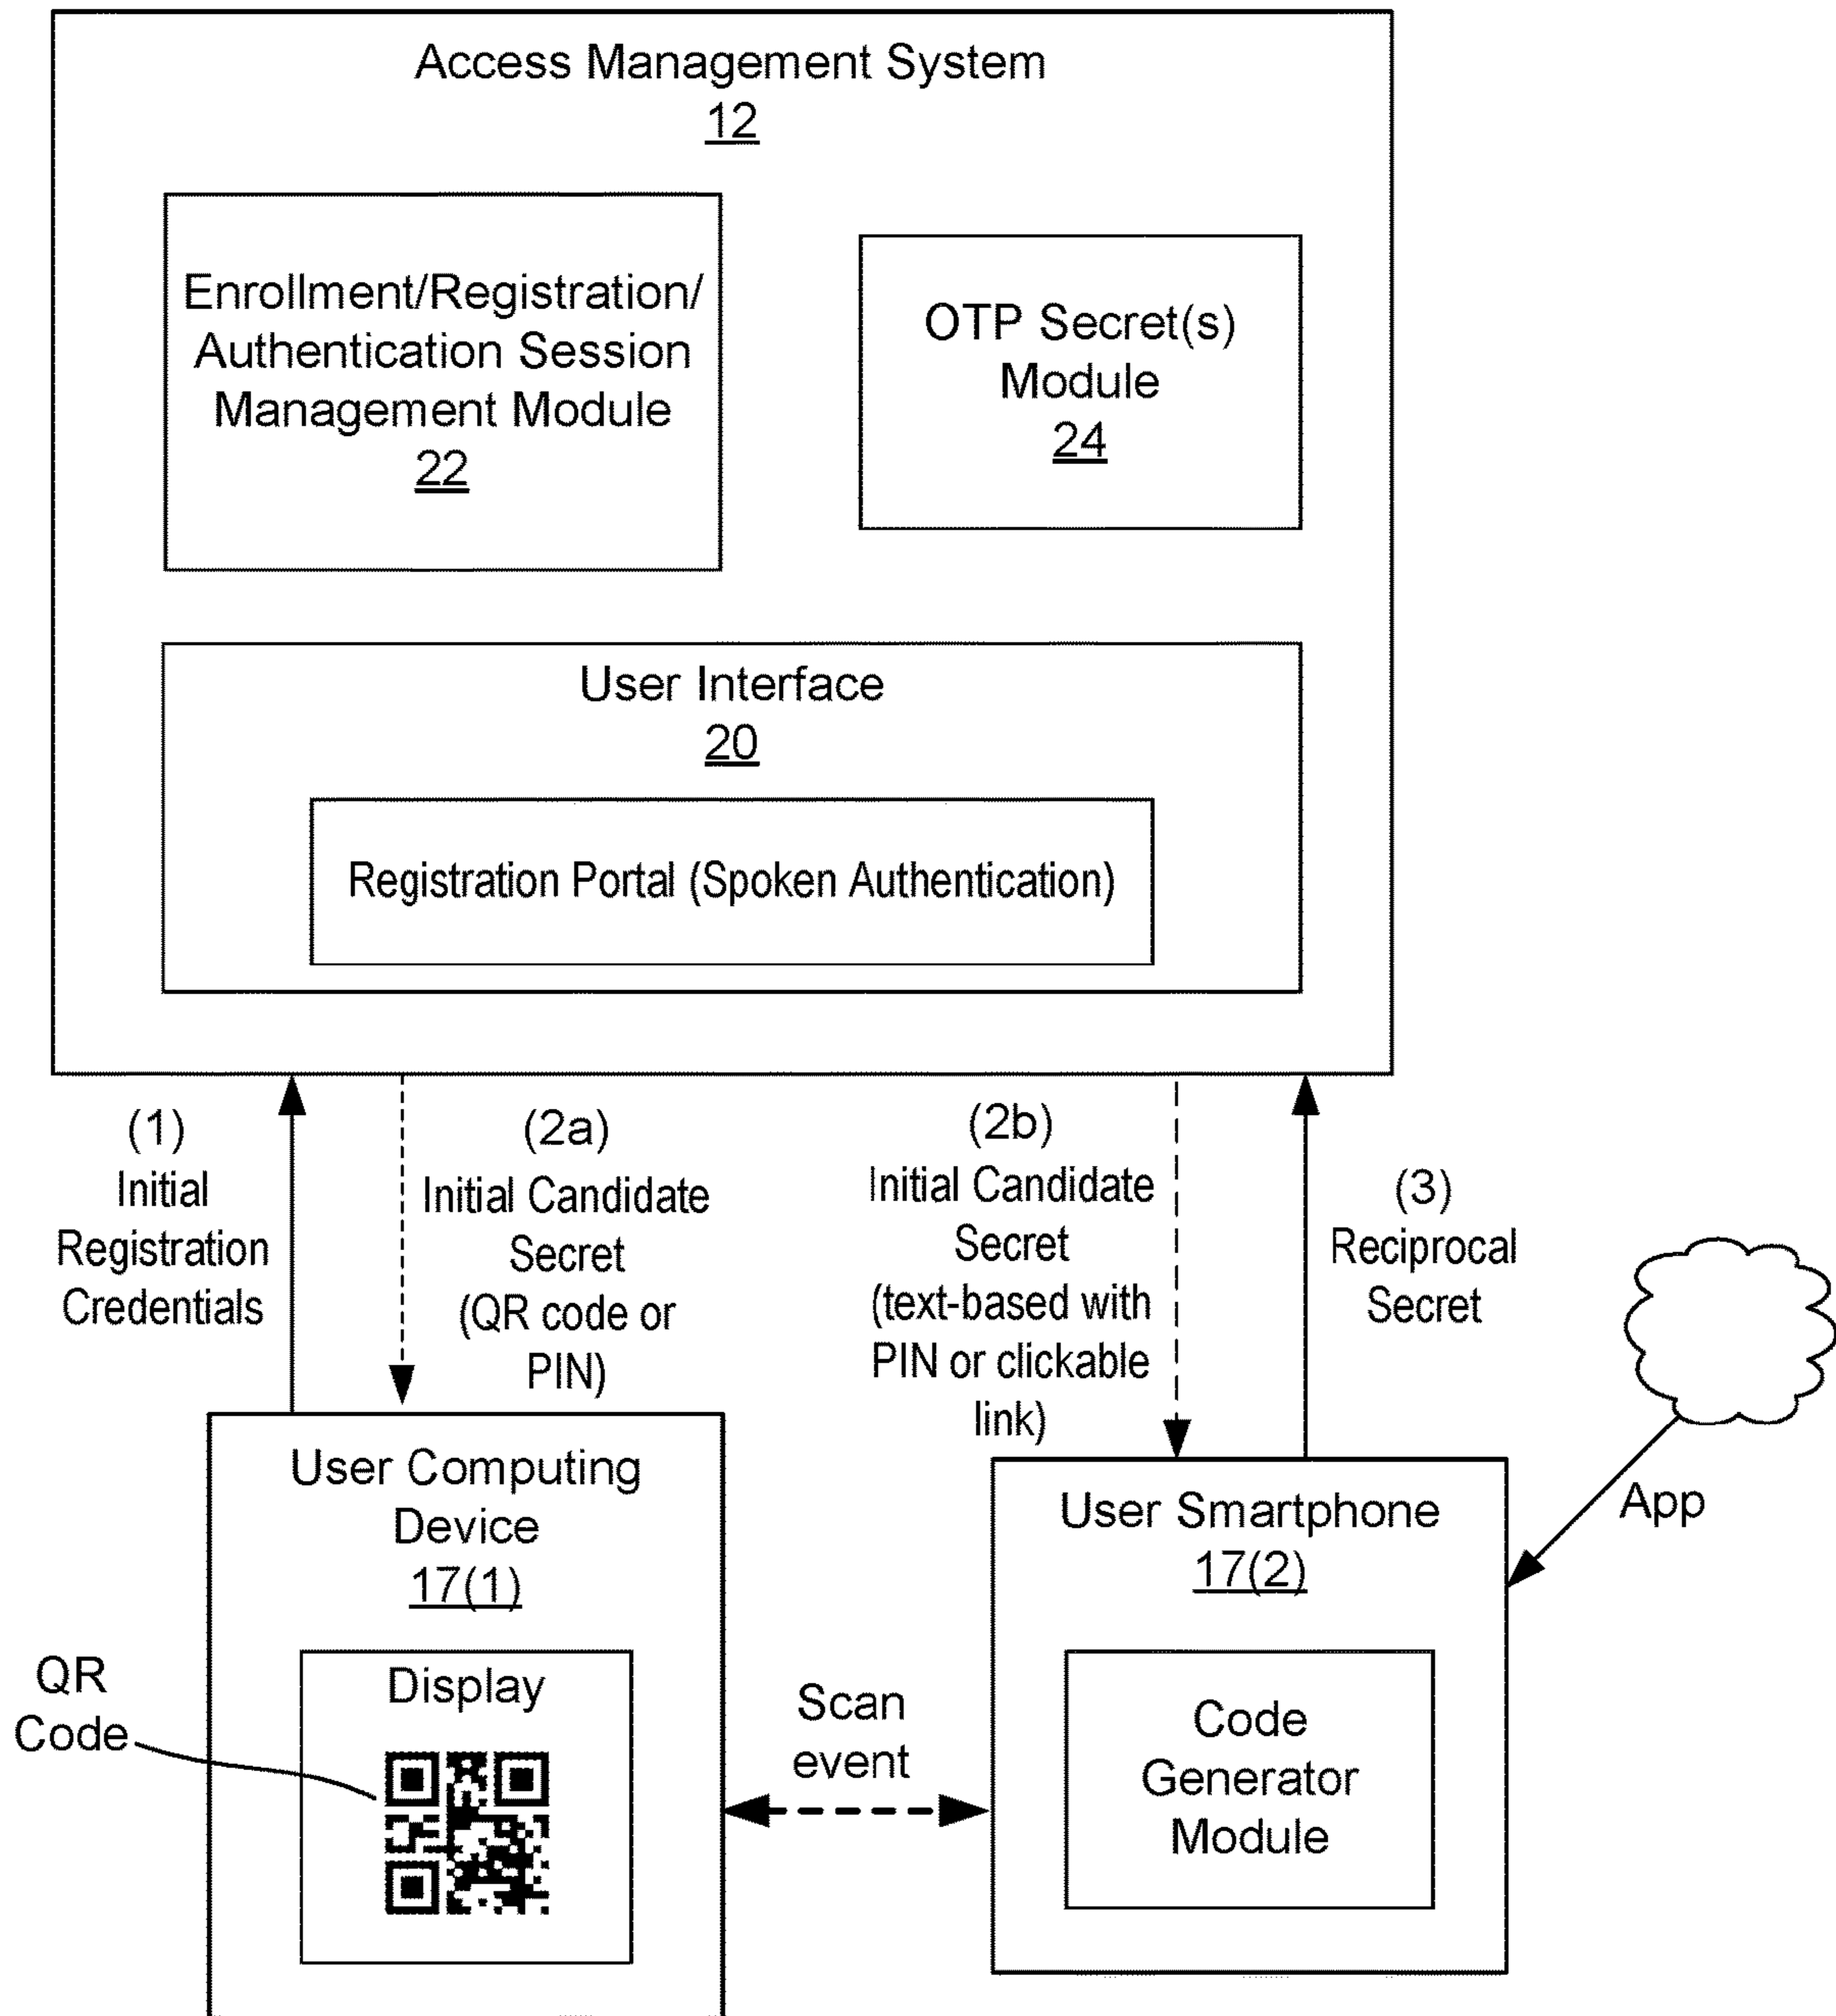 Access Management System
12
Enrollment/Registration/
Authentication Session
Management Module
22
OTP Secret(s)
Module
24
User Interface
20
Registration Portal (Spoken Authentication)
(1)
Initial
Registration
Credentials
(2a)
Initial Candidate
Secret
(QR code or
PIN)
(2b)
Initial Candidate
Secret
(text-based with
PIN or clickable
link)
(3)
Reciprocal
Secret
App
User Computing
Device
17(1)
Display
QR
Code
Scan
event
User Smartphone
17(2)
Code
Generator
Module